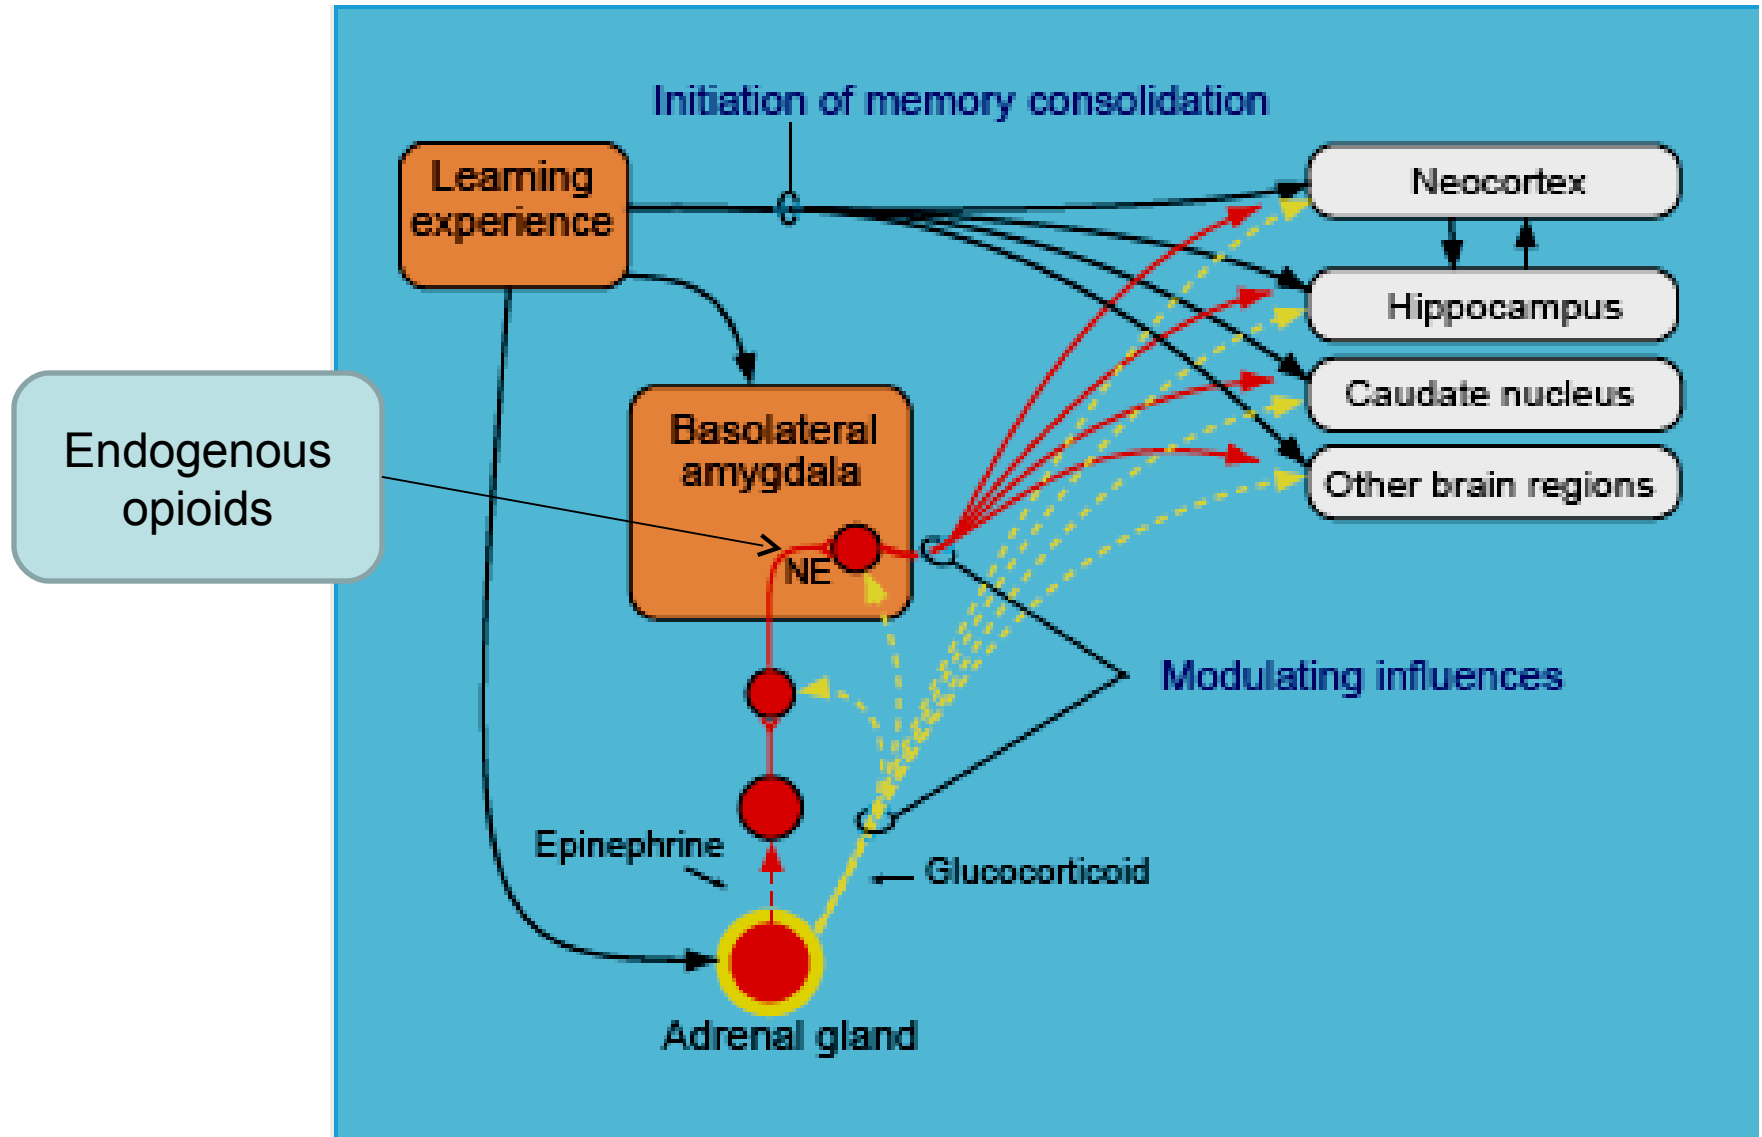 Initiation of memory consolidation
Learning
experience
Neocortex
Hippocampus
Caudate nucleus
Other brain regions
Endogenous
opioids
Basolateral
amygdala
NE
Modulating influences
Epinephrine
Glucocorticoid
Adrenal gland